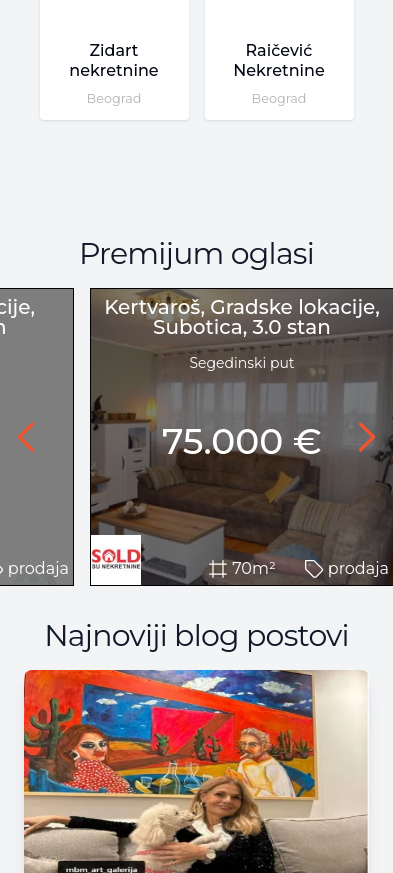 Zidart
nekretnine
Beograd
Raičević
Nekretnine
Beograd
Premijum oglasi
cije,
n
prodaja
Kertvaroš, Gradske lokacije,
Subotica, 3.0 stan
Segedinski put
75.000 €
SOLD
SU NEKRETNINE
70m²
prodaja
Najnoviji blog postovi
mbm_art_galerija